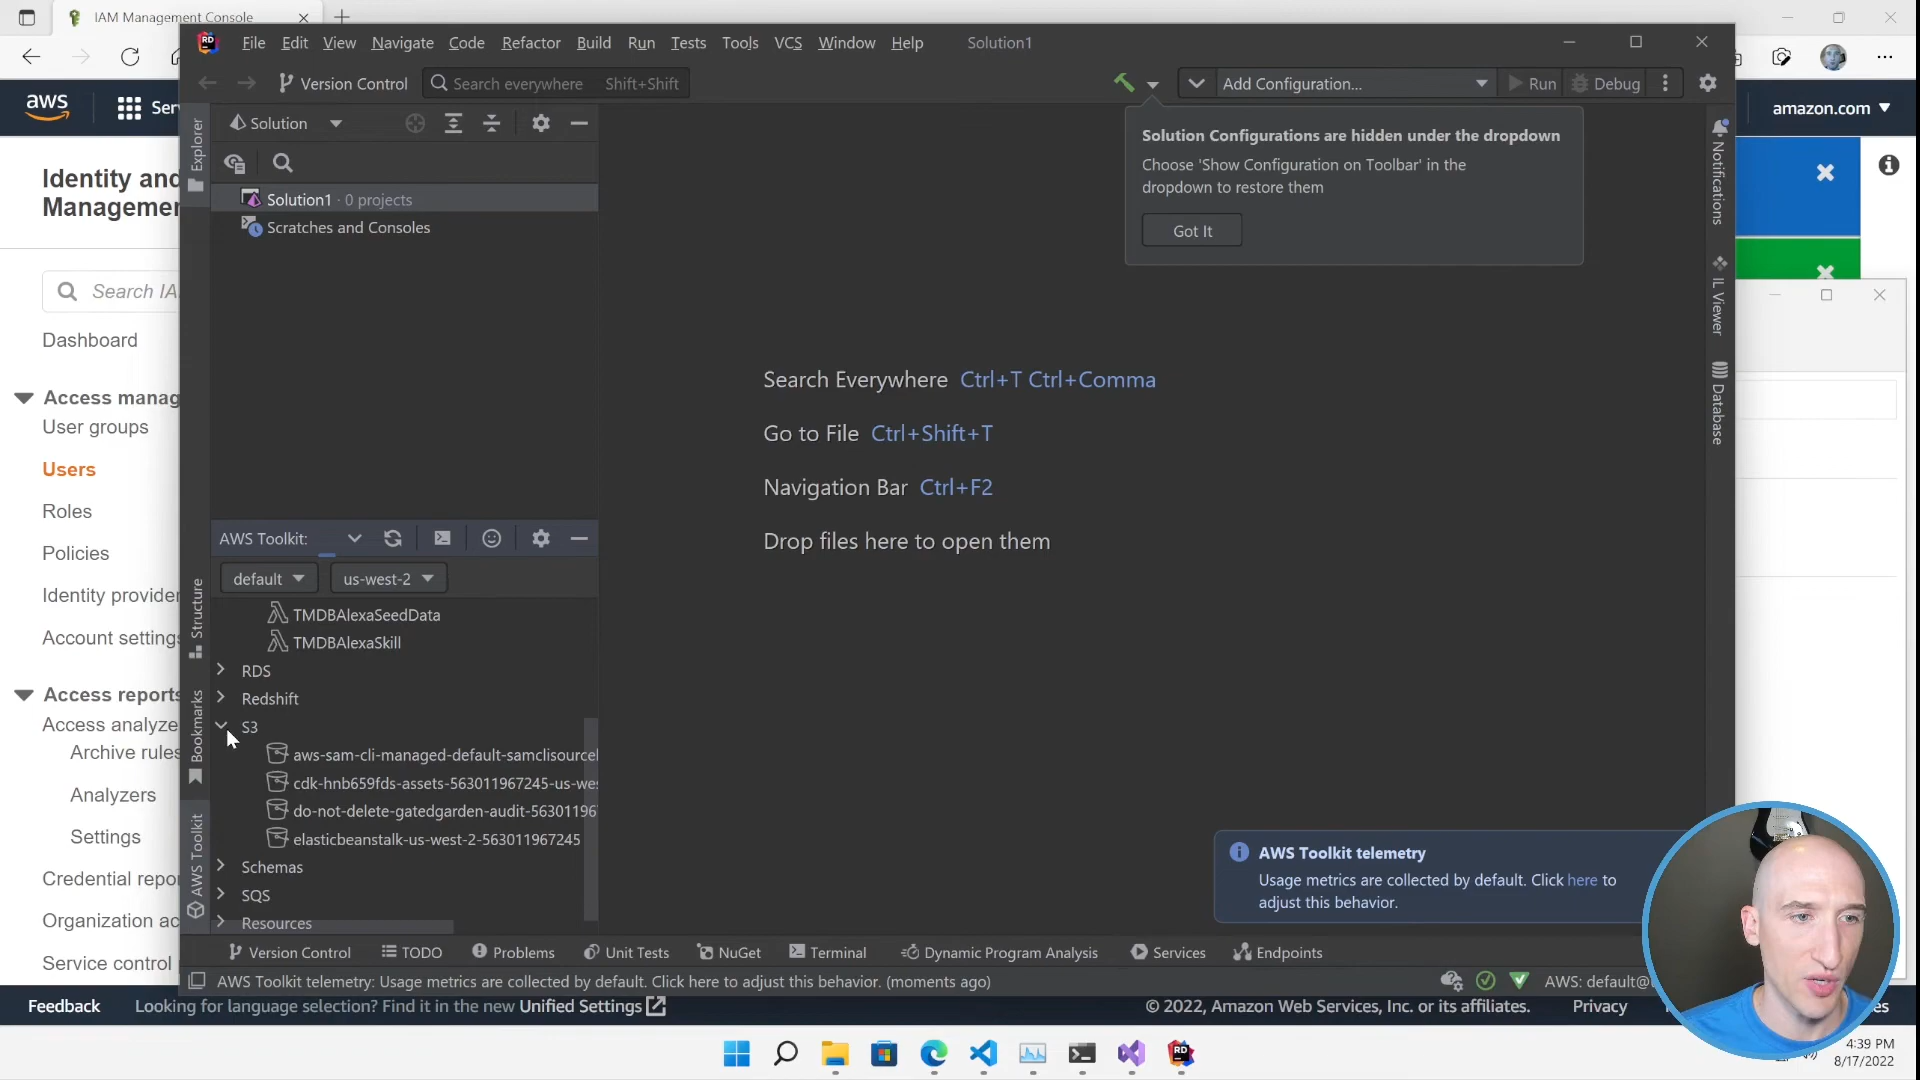 IAM Management Console
File Edit View Navigate Code Refactor Build Run Tests Tools VCS Window Help Solution1
Version Control Search everywhere Shift+Shift Add Configuration... Run Debug
aws Ser amazon.com
Solution
Explorer
Notifications
IL Viewer
Database
Solution1 · 0 projects
Scratches and Consoles
Solution Configurations are hidden under the dropdown
Choose 'Show Configuration on Toolbar' in the
dropdown to restore them
Got It
Identity and
Managemen
Search IA
Dashboard
Access manag
User groups
Users
Roles
Policies
Identity provider
Account settings
Access reports
Access analyze
Archive rules
Analyzers
Settings
Credential repo
Organization ac
Service control
Search Everywhere Ctrl+T Ctrl+Comma
Go to File Ctrl+Shift+T
Navigation Bar Ctrl+F2
Drop files here to open them
Structure
Bookmarks
AWS Toolkit
AWS Toolkit:
default us-west-2
TMDBAlexaSeedData
TMDBAlexaSkill
RDS
Redshift
S3
aws-sam-cli-managed-default-samclisource
cdk-hnb659fds-assets-563011967245-us-wes
do-not-delete-gatedgarden-audit-56301196
elasticbeanstalk-us-west-2-563011967245
Schemas
SQS
Resources
AWS Toolkit telemetry
Usage metrics are collected by default. Click here to
adjust this behavior.
Version Control TODO Problems Unit Tests NuGet Terminal Dynamic Program Analysis Services Endpoints
AWS Toolkit telemetry: Usage metrics are collected by default. Click here to adjust this behavior. (moments ago) AWS: default@
Feedback Looking for language selection? Find it in the new Unified Settings © 2022, Amazon Web Services, Inc. or its affiliates. Privacy es
RD
4:39 PM
8/17/2022